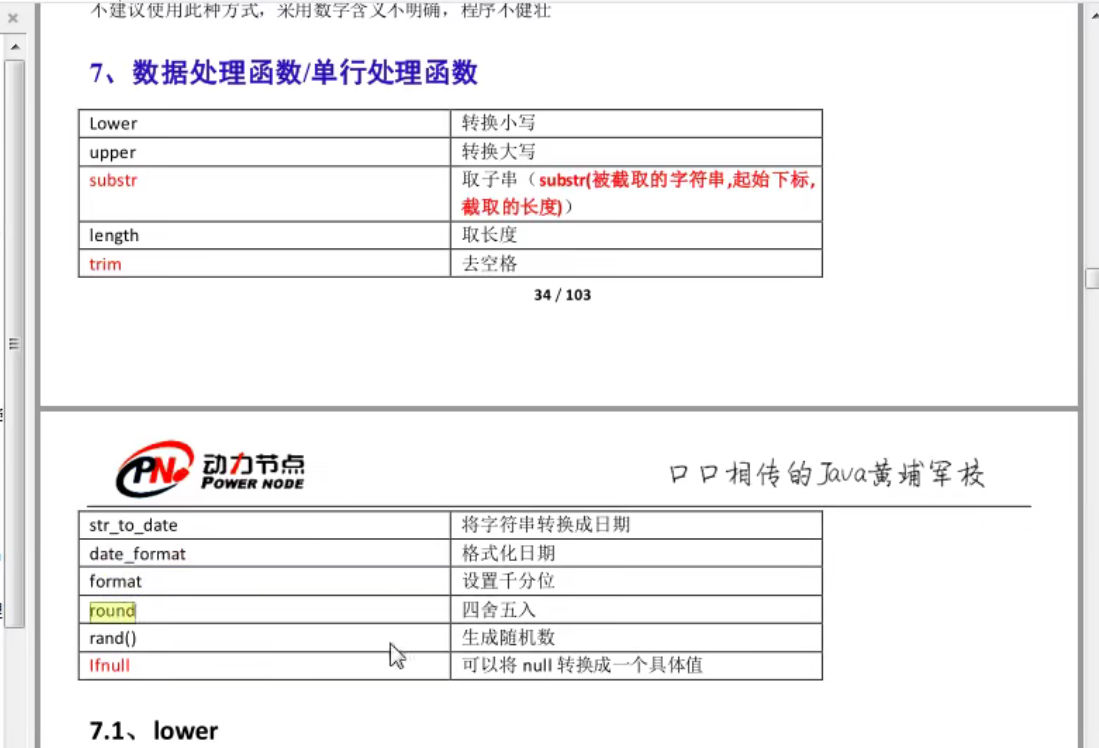 不建议使用此种方式，采用数字含义不明确，程序不健壮
7、数据处理函数/单行处理函数
Lower 转换小写
upper 转换大写
substr 取子串（substr(被截取的字符串,起始下标,
截取的长度)）
length 取长度
trim 去空格
34 / 103
PN 动力节点
POWER NODE
口口相传的Java黄埔军校
str_to_date 将字符串转换成日期
date_format 格式化日期
format 设置千分位
round 四舍五入
rand() 生成随机数
Ifnull 可以将 null 转换成一个具体值
7.1、lower